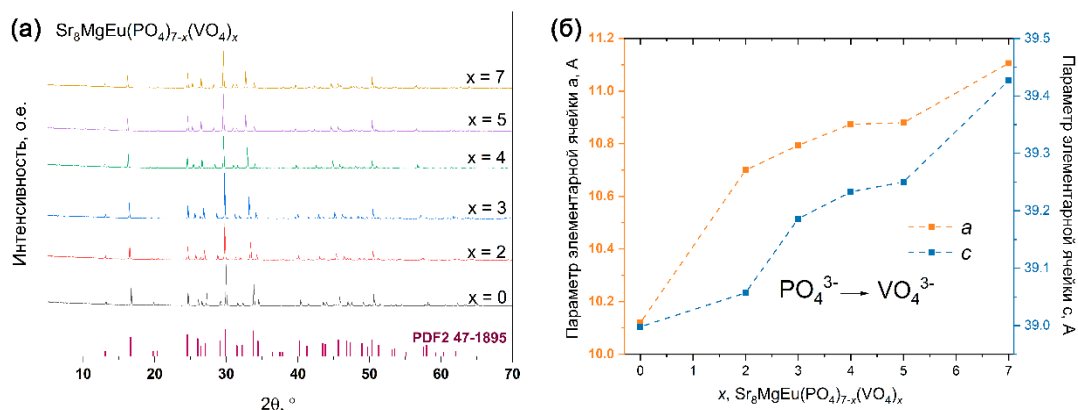 (а)
Sr₈MgEu(PO₄)₇₋ₓ(VO₄)ₓ
x = 7
x = 5
x = 4
x = 3
x = 2
x = 0
PDF2 47-1895
Интенсивность, о.е.
10 20 30 40 50 60 70
2θ, °
(б)
11.2
11.0
10.8
10.6
10.4
10.2
10.0
Параметр элементарной ячейки a, А
39.5
39.4
39.3
39.2
39.1
39.0
Параметр элементарной ячейки c, А
a
c
PO₄³⁻ → VO₄³⁻
0 1 2 3 4 5 6 7
x, Sr₈MgEu(PO₄)₇₋ₓ(VO₄)ₓ